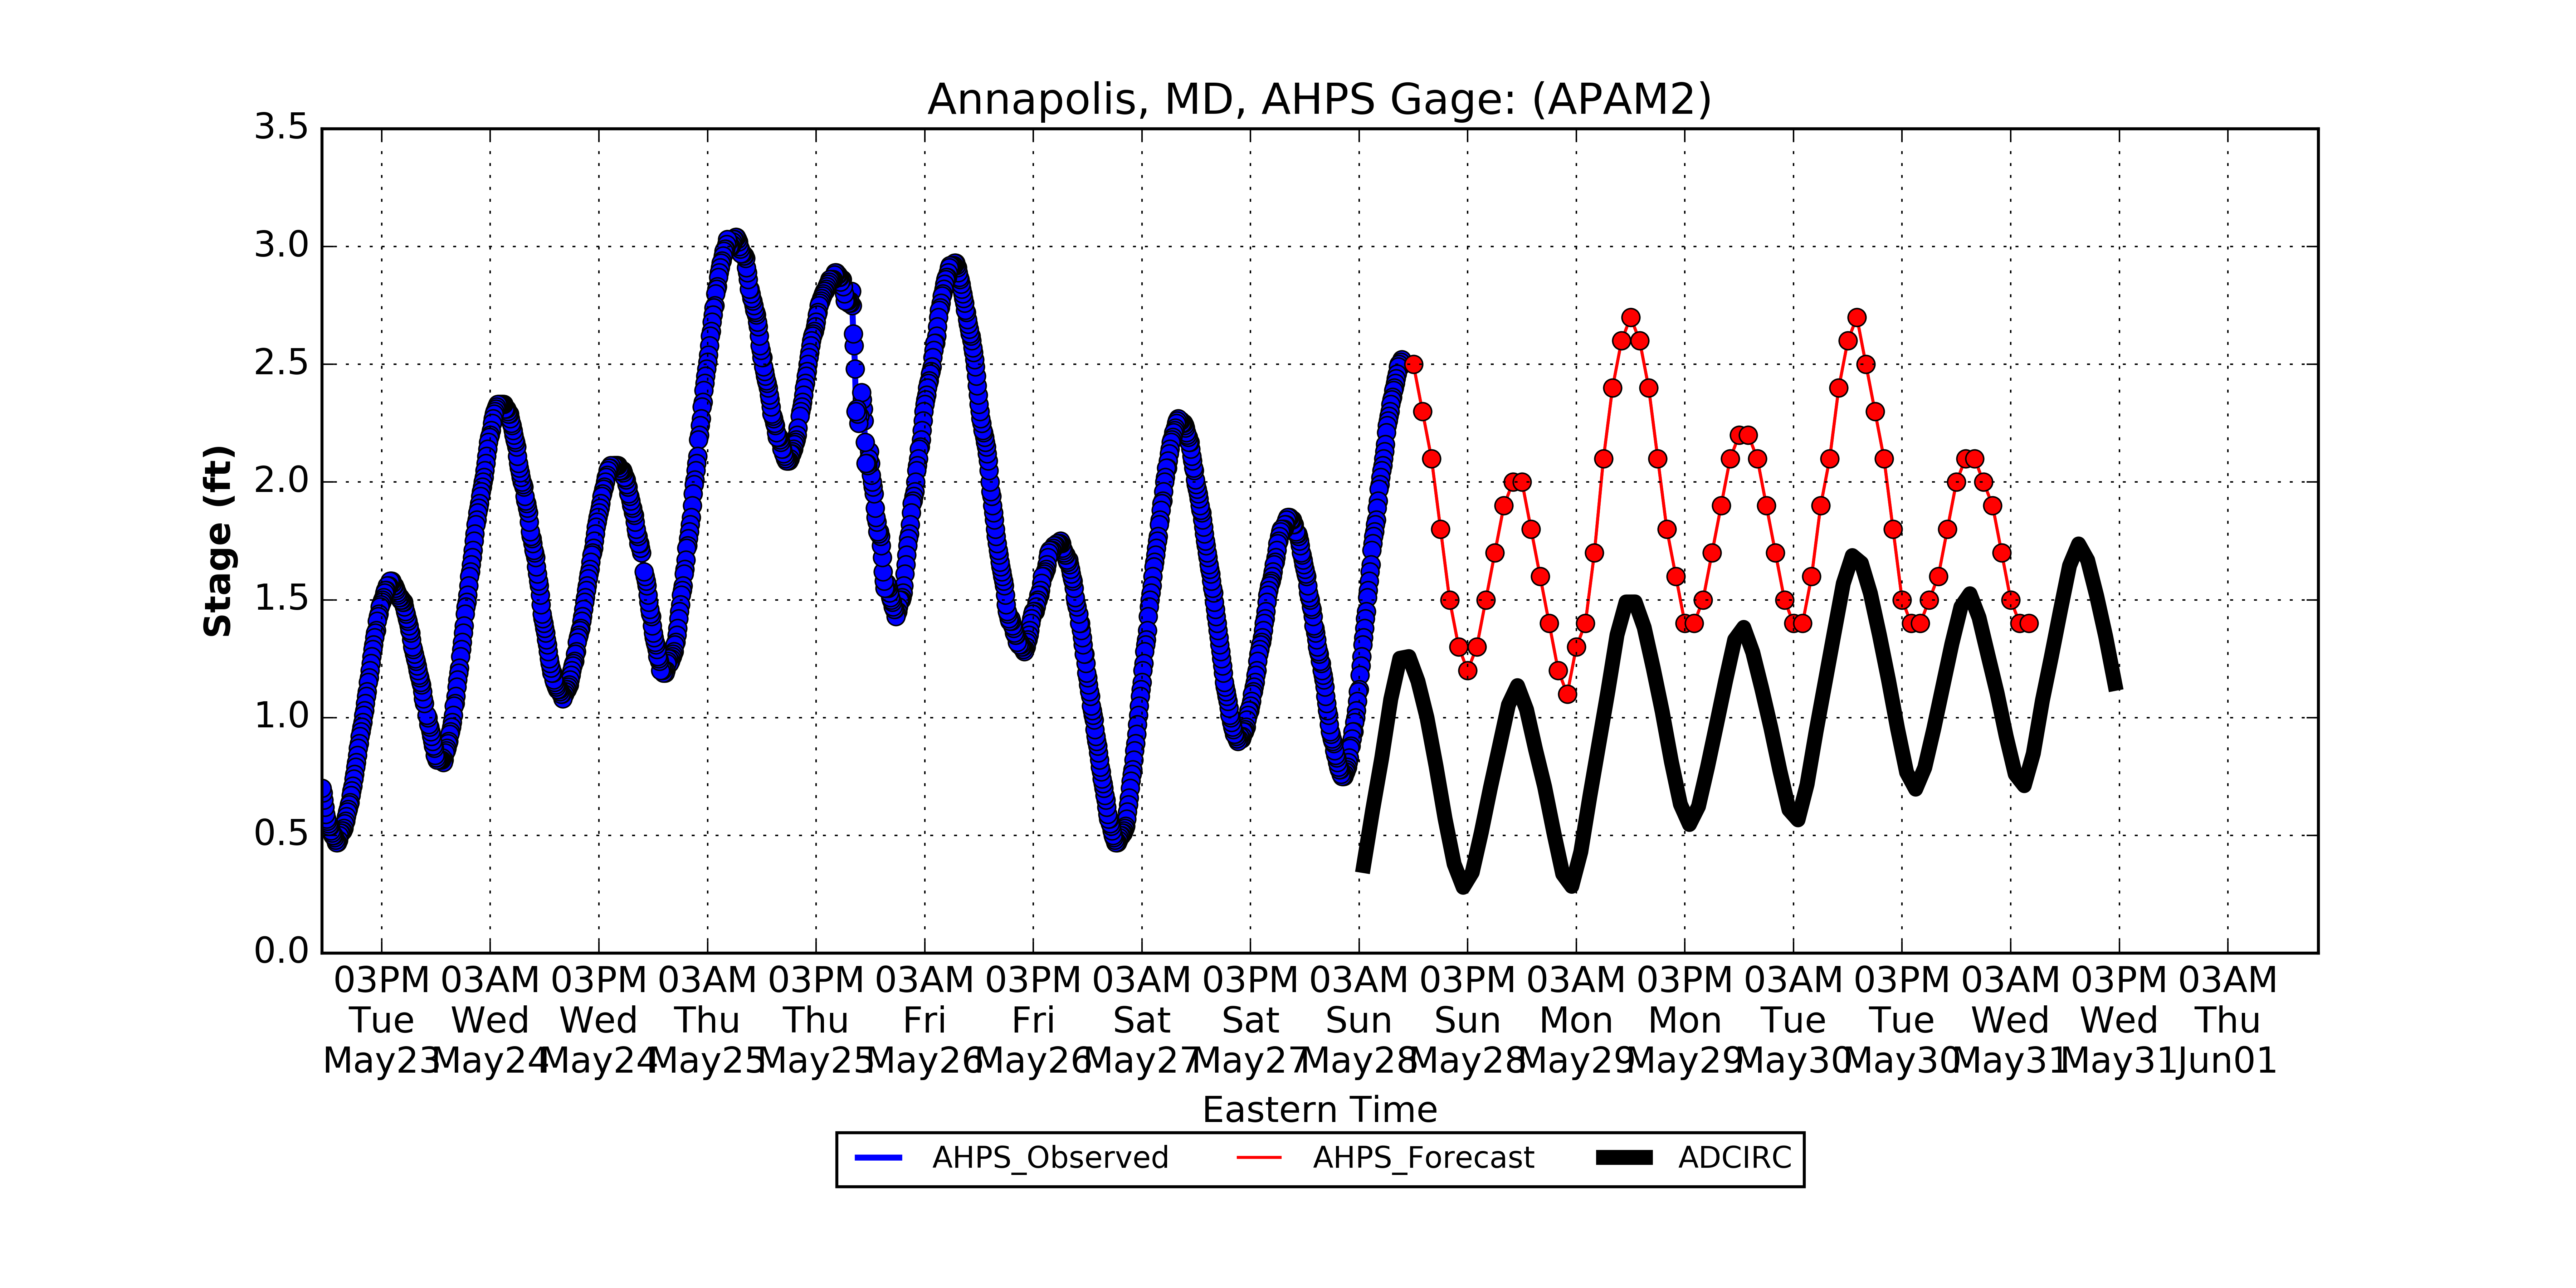 Annapolis, MD, AHPS Gage: (APAM2)
3.5
3.0
2.5
2.0
1.5
1.0
0.5
0.0
Stage (ft)
03PM 03AM 03PM 03AM 03PM 03AM 03PM 03AM 03PM 03AM 03PM 03AM 03PM 03AM 03PM 03AM 03PM 03AM
Tue Wed Wed Thu Thu Fri Fri Sat Sat Sun Sun Mon Mon Tue Tue Wed Wed Thu
May23 May24 May24 May25 May25 May26 May26 May27 May27 May28 May28 May29 May29 May30 May30 May31 May31 Jun01
Eastern Time
AHPS_Observed AHPS_Forecast ADCIRC